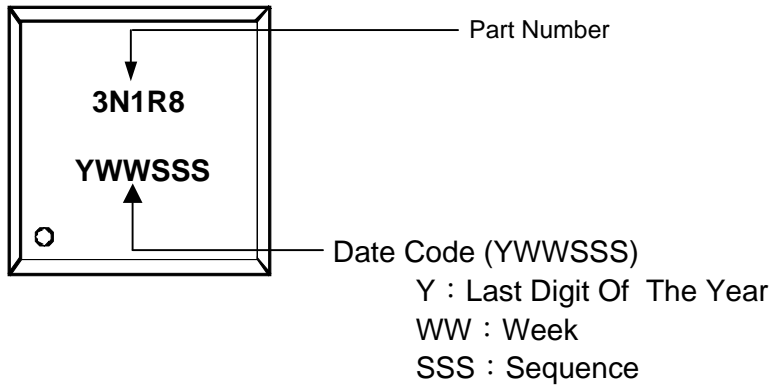 Part Number
3N1R8
YWWSSS
Date Code (YWWSSS)
Y：Last Digit Of The Year
WW：Week
SSS：Sequence